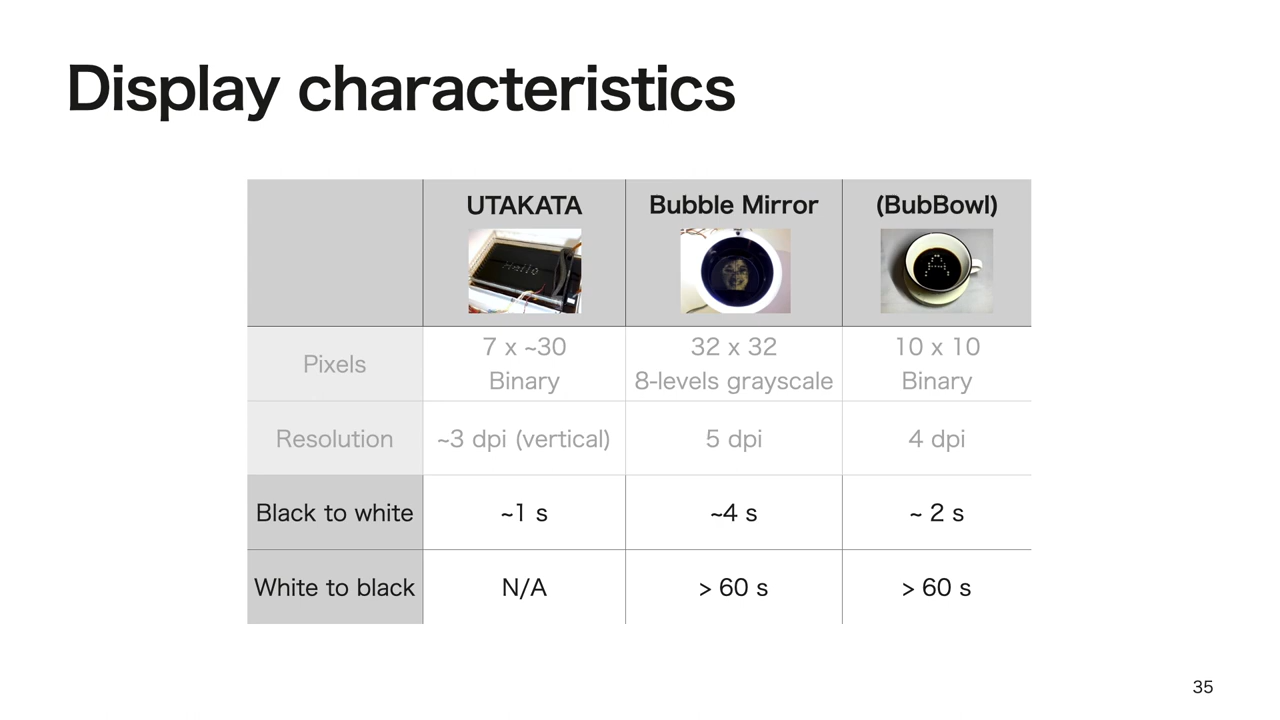 Display characteristics
UTAKATA
Bubble Mirror
(BubBowl)
Hello
A
Pixels
7 x ~30
Binary
32 x 32
8-levels grayscale
10 x 10
Binary
Resolution
~3 dpi (vertical)
5 dpi
4 dpi
Black to white
~1 s
~4 s
~ 2 s
White to black
N/A
> 60 s
> 60 s
35